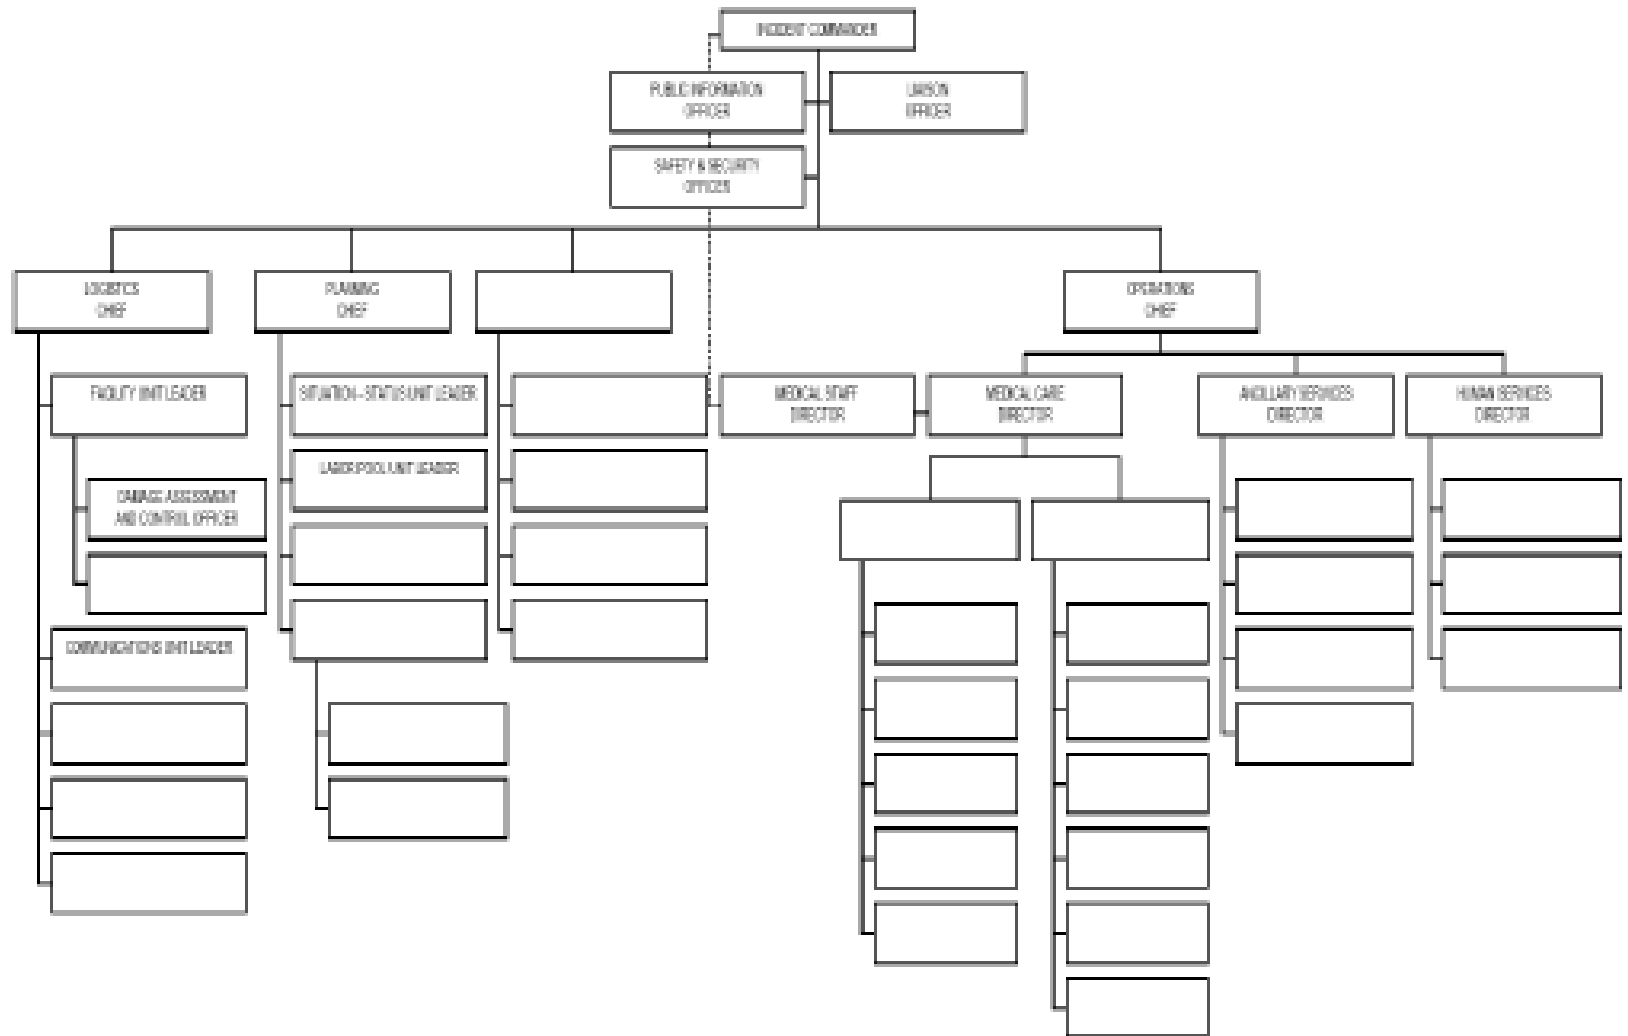 INCIDENT COMMANDER
PUBLIC INFORMATION
OFFICER
LIAISON
OFFICER
SAFETY & SECURITY
OFFICER
LOGISTICS
CHIEF
PLANNING
CHIEF
OPERATIONS
CHIEF
FACILITY UNIT LEADER
SITUATION-STATUS UNIT LEADER
MEDICAL STAFF
DIRECTOR
MEDICAL CARE
DIRECTOR
ANCILLARY SERVICES
DIRECTOR
HUMAN SERVICES
DIRECTOR
LABOR POOL UNIT LEADER
DAMAGE ASSESSMENT
AND CONTROL OFFICER
COMMUNICATIONS UNIT LEADER